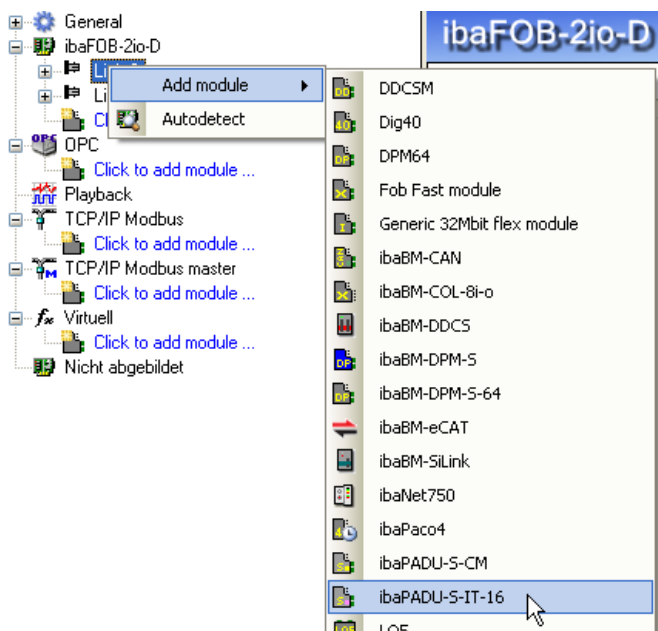 General
ibaFOB-2io-D
OPC
Click to add module ...
Playback
TCP/IP Modbus
Click to add module ...
TCP/IP Modbus master
Click to add module ...
Virtuell
Click to add module ...
Nicht abgebildet
Add module
Autodetect
ibaFOB-2io-D
DDCSM
Dig40
DPM64
Fob Fast module
Generic 32Mbit flex module
ibaBM-CAN
ibaBM-COL-8i-o
ibaBM-DDCS
ibaBM-DPM-S
ibaBM-DPM-S-64
ibaBM-eCAT
ibaBM-SiLink
ibaNet750
ibaPaco4
ibaPADU-S-CM
ibaPADU-S-IT-16